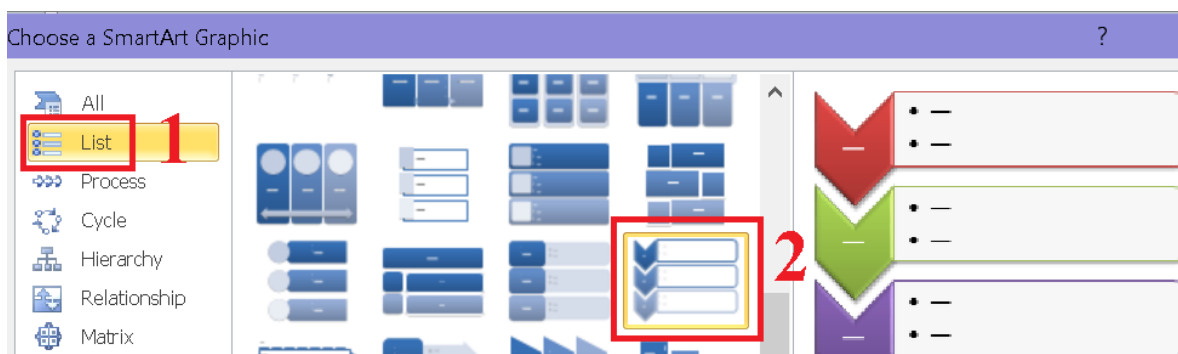 Choose a SmartArt Graphic ?
All
List 1
Process
Cycle
Hierarchy
Relationship
Matrix
2